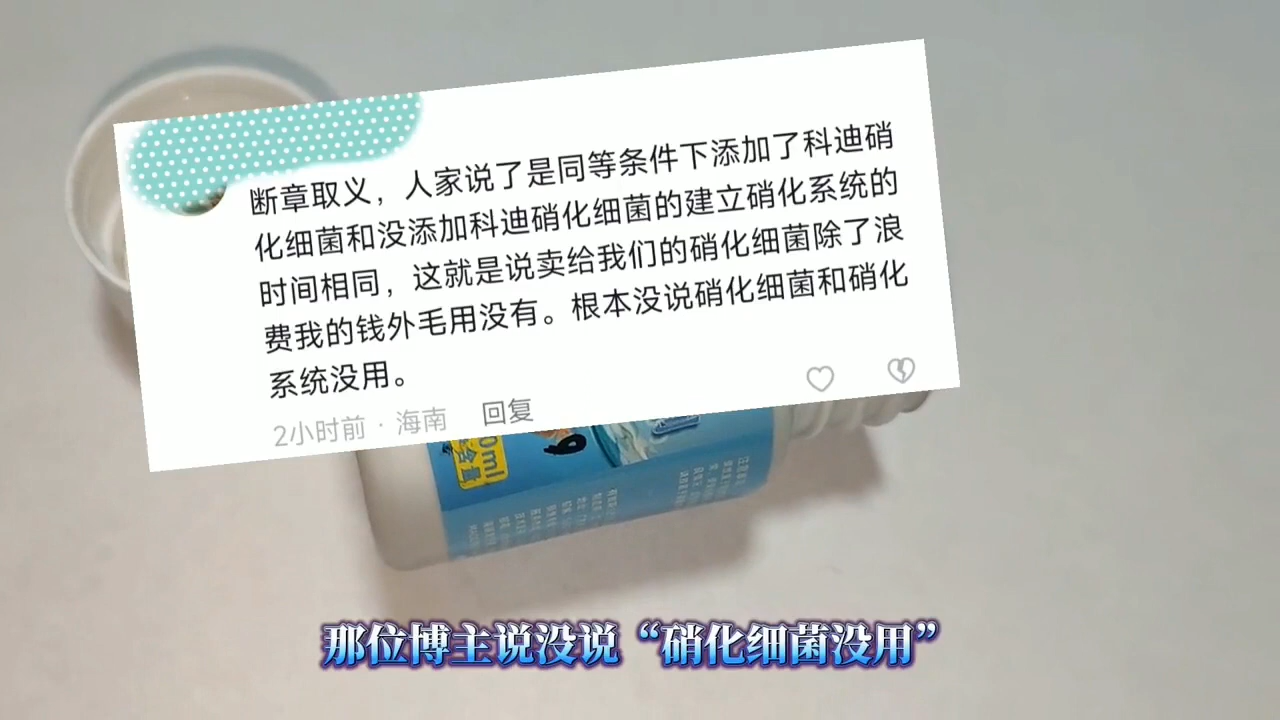 断章取义，人家说了是同等条件下添加了科迪硝
化细菌和没添加科迪硝化细菌的建立硝化系统的
时间相同，这就是说卖给我们的硝化细菌除了浪
费我的钱外毛用没有。根本没说硝化细菌和硝化
系统没用。
2小时前 · 海南 回复
0ml
含量
那位博主说没说“硝化细菌没用”